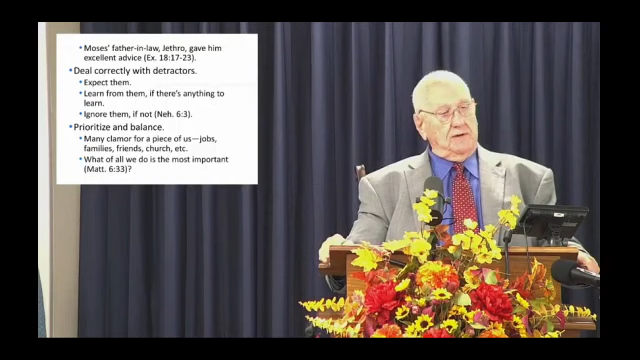 • Moses' father-in-law, Jethro, gave him
excellent advice (Ex. 18:17-23).
• Deal correctly with detractors.
• Expect them.
• Learn from them, if there's anything to
learn.
• Ignore them, if not (Neh. 6:3).
• Prioritize and balance.
• Many clamor for a piece of us—jobs,
families, friends, church, etc.
• What of all we do is the most important
(Matt. 6:33)?